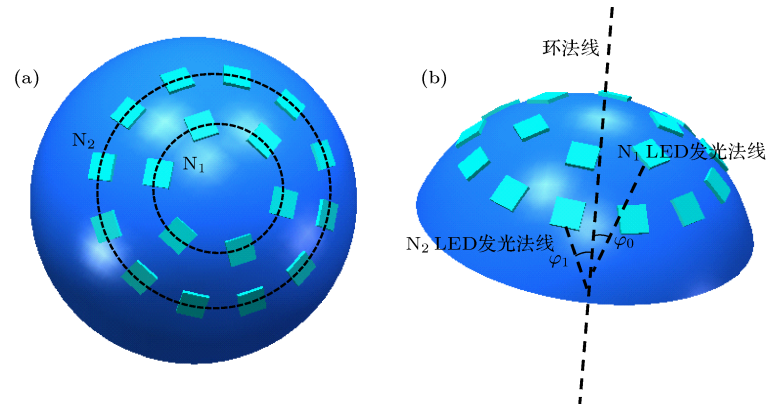 (a)
N₂
N₁
(b)
环法线
N₁ LED发光法线
N₂ LED发光法线
φ₁
φ₀